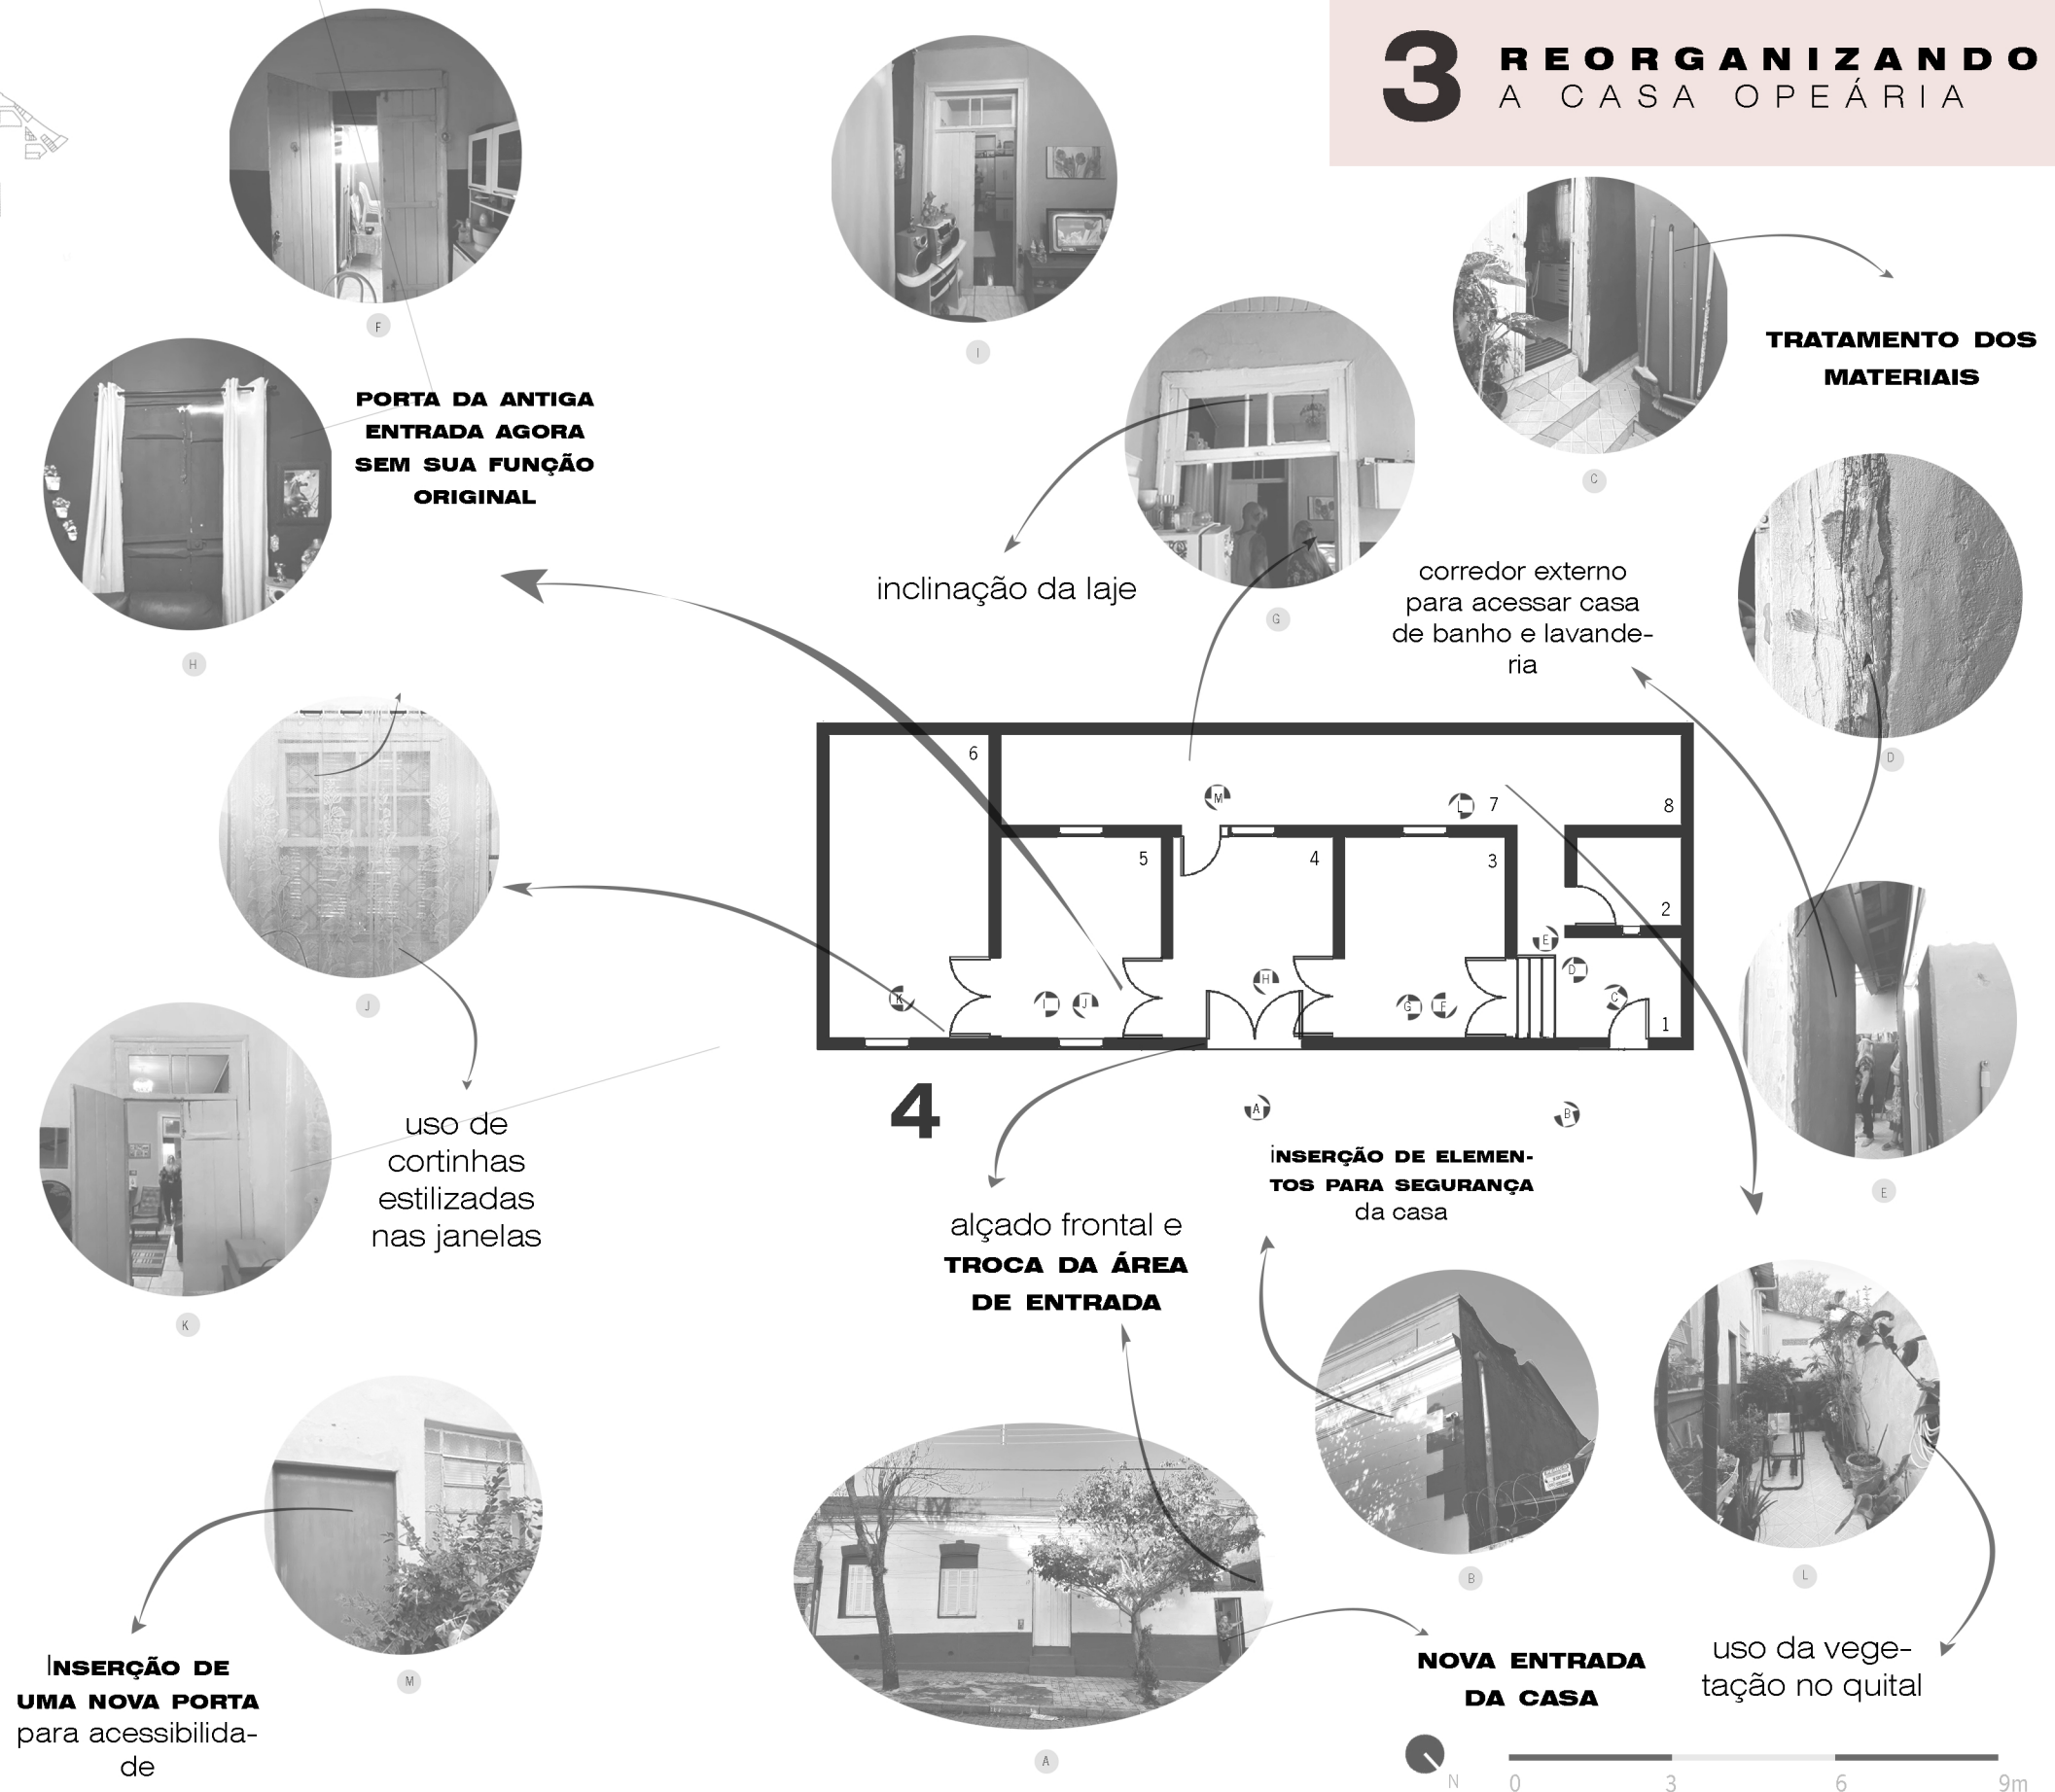 3 REORGANIZANDO
A CASA OPEÁRIA
F
I
TRATAMENTO DOS
MATERIAIS
C
PORTA DA ANTIGA
ENTRADA AGORA
SEM SUA FUNÇÃO
ORIGINAL
H
inclinação da laje
G
corredor externo
para acessar casa
de banho e lavande-
ria
D
J
6
M
L
7
8
5
4
3
2
E
D
H
K
I
J
G
F
C
1
4
A
B
E
uso de
cortinhas
estilizadas
nas janelas
K
INSERÇÃO DE ELEMEN-
TOS PARA SEGURANÇA
da casa
alçado frontal e
TROCA DA ÁREA
DE ENTRADA
B
L
M
INSERÇÃO DE
UMA NOVA PORTA
para acessibilida-
de
A
NOVA ENTRADA
DA CASA
uso da vege-
tação no quital
N
0 3 6 9m